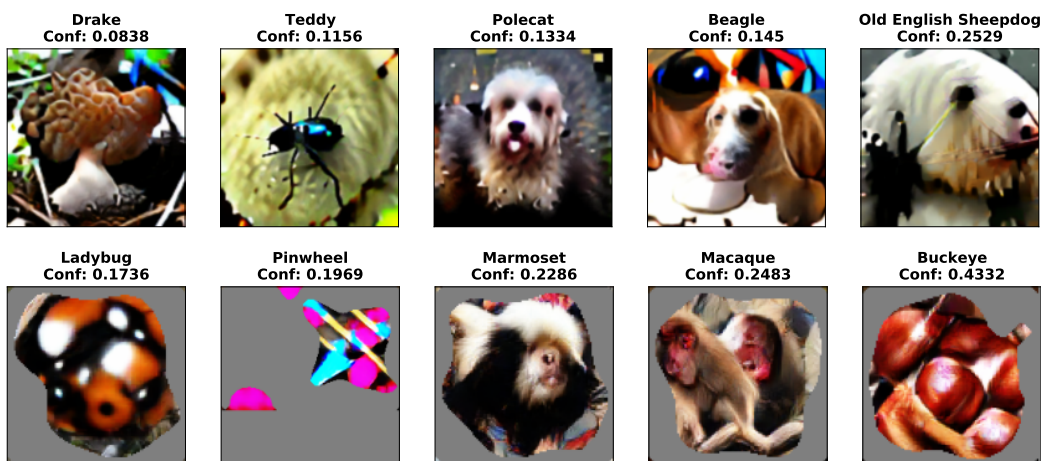 Drake
Conf: 0.0838
Teddy
Conf: 0.1156
Polecat
Conf: 0.1334
Beagle
Conf: 0.145
Old English Sheepdog
Conf: 0.2529
Ladybug
Conf: 0.1736
Pinwheel
Conf: 0.1969
Marmoset
Conf: 0.2286
Macaque
Conf: 0.2483
Buckeye
Conf: 0.4332